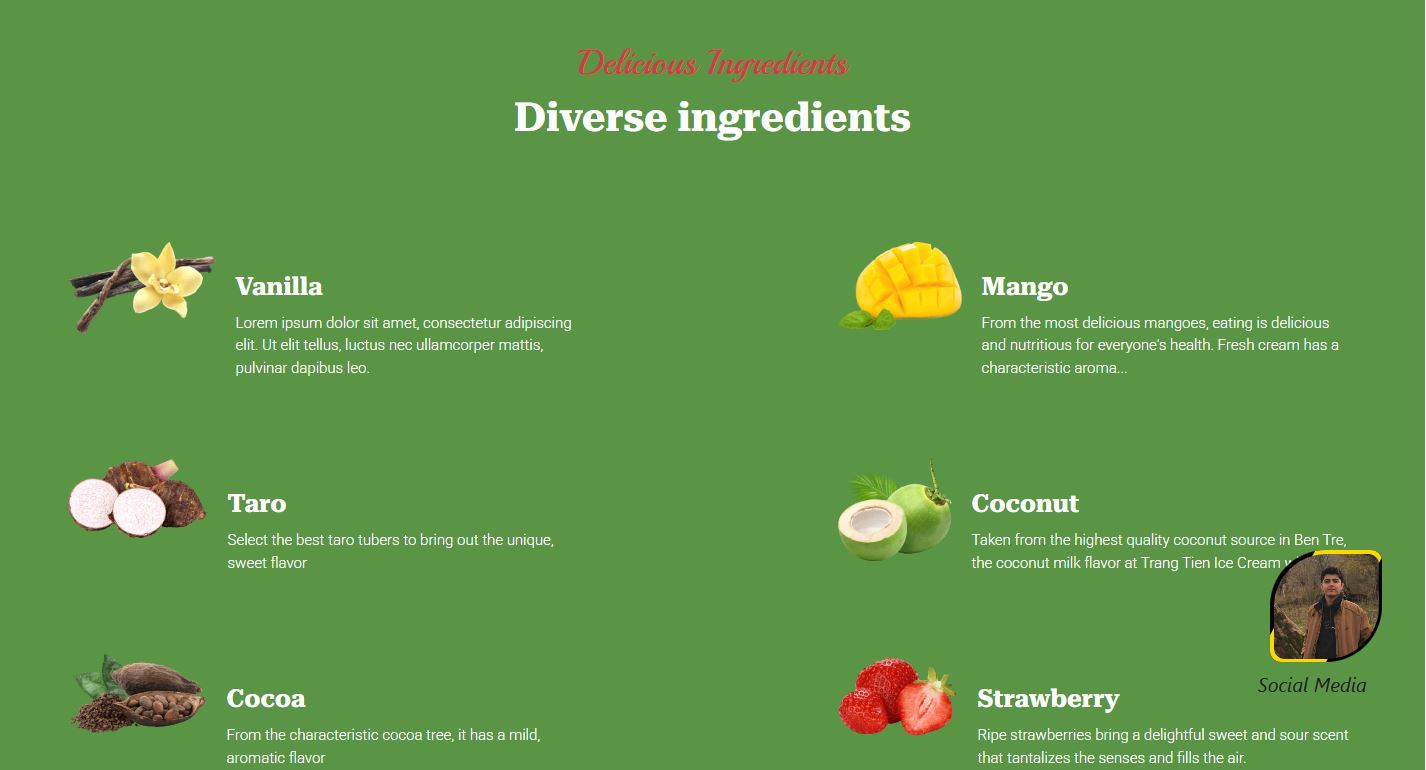 Delicious Ingredients
Diverse ingredients
Vanilla
Lorem ipsum dolor sit amet, consectetur adipiscing
elit. Ut elit tellus, luctus nec ullamcorper mattis,
pulvinar dapibus leo.
Mango
From the most delicious mangoes, eating is delicious
and nutritious for everyone's health. Fresh cream has a
characteristic aroma...
Taro
Select the best taro tubers to bring out the unique,
sweet flavor
Coconut
Taken from the highest quality coconut source in Ben Tre,
the coconut milk flavor at Trang Tien Ice Cream
Cocoa
From the characteristic cocoa tree, it has a mild,
aromatic flavor
Strawberry
Ripe strawberries bring a delightful sweet and sour scent
that tantalizes the senses and fills the air.
Social Media